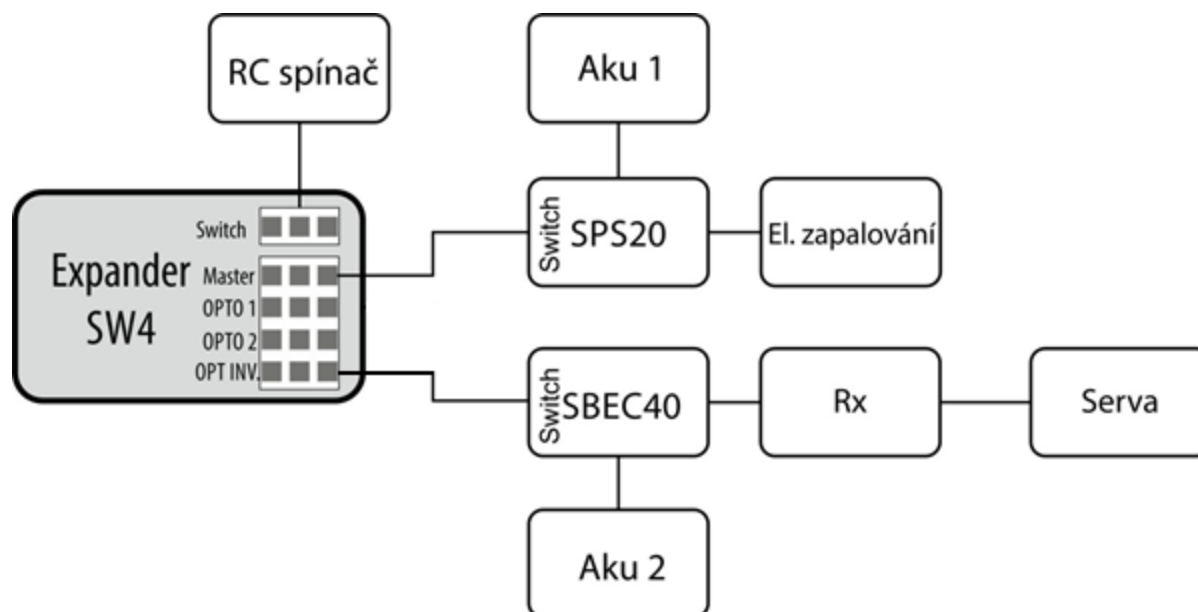 RC spínač
Aku 1
Switch
Master
OPTO 1
OPTO 2
OPT INV.
Expander
SW4
Switch
SPS20
El. zapalování
Switch
SBEC40
Rx
Serva
Aku 2